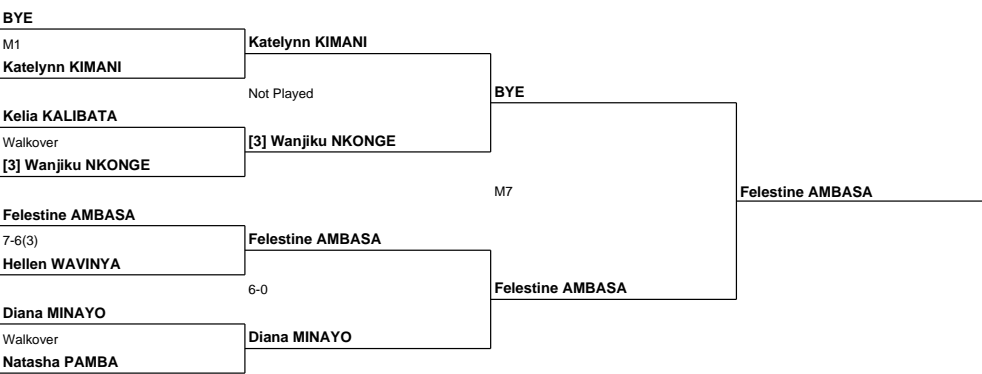 BYE
M1
Katelynn KIMANI
Katelynn KIMANI
Not Played
BYE
Kelia KALIBATA
Walkover
[3] Wanjiku NKONGE
[3] Wanjiku NKONGE
M7
Felestine AMBASA
Felestine AMBASA
7-6(3)
Felestine AMBASA
Hellen WAVINYA
6-0
Felestine AMBASA
Diana MINAYO
Walkover
Diana MINAYO
Natasha PAMBA